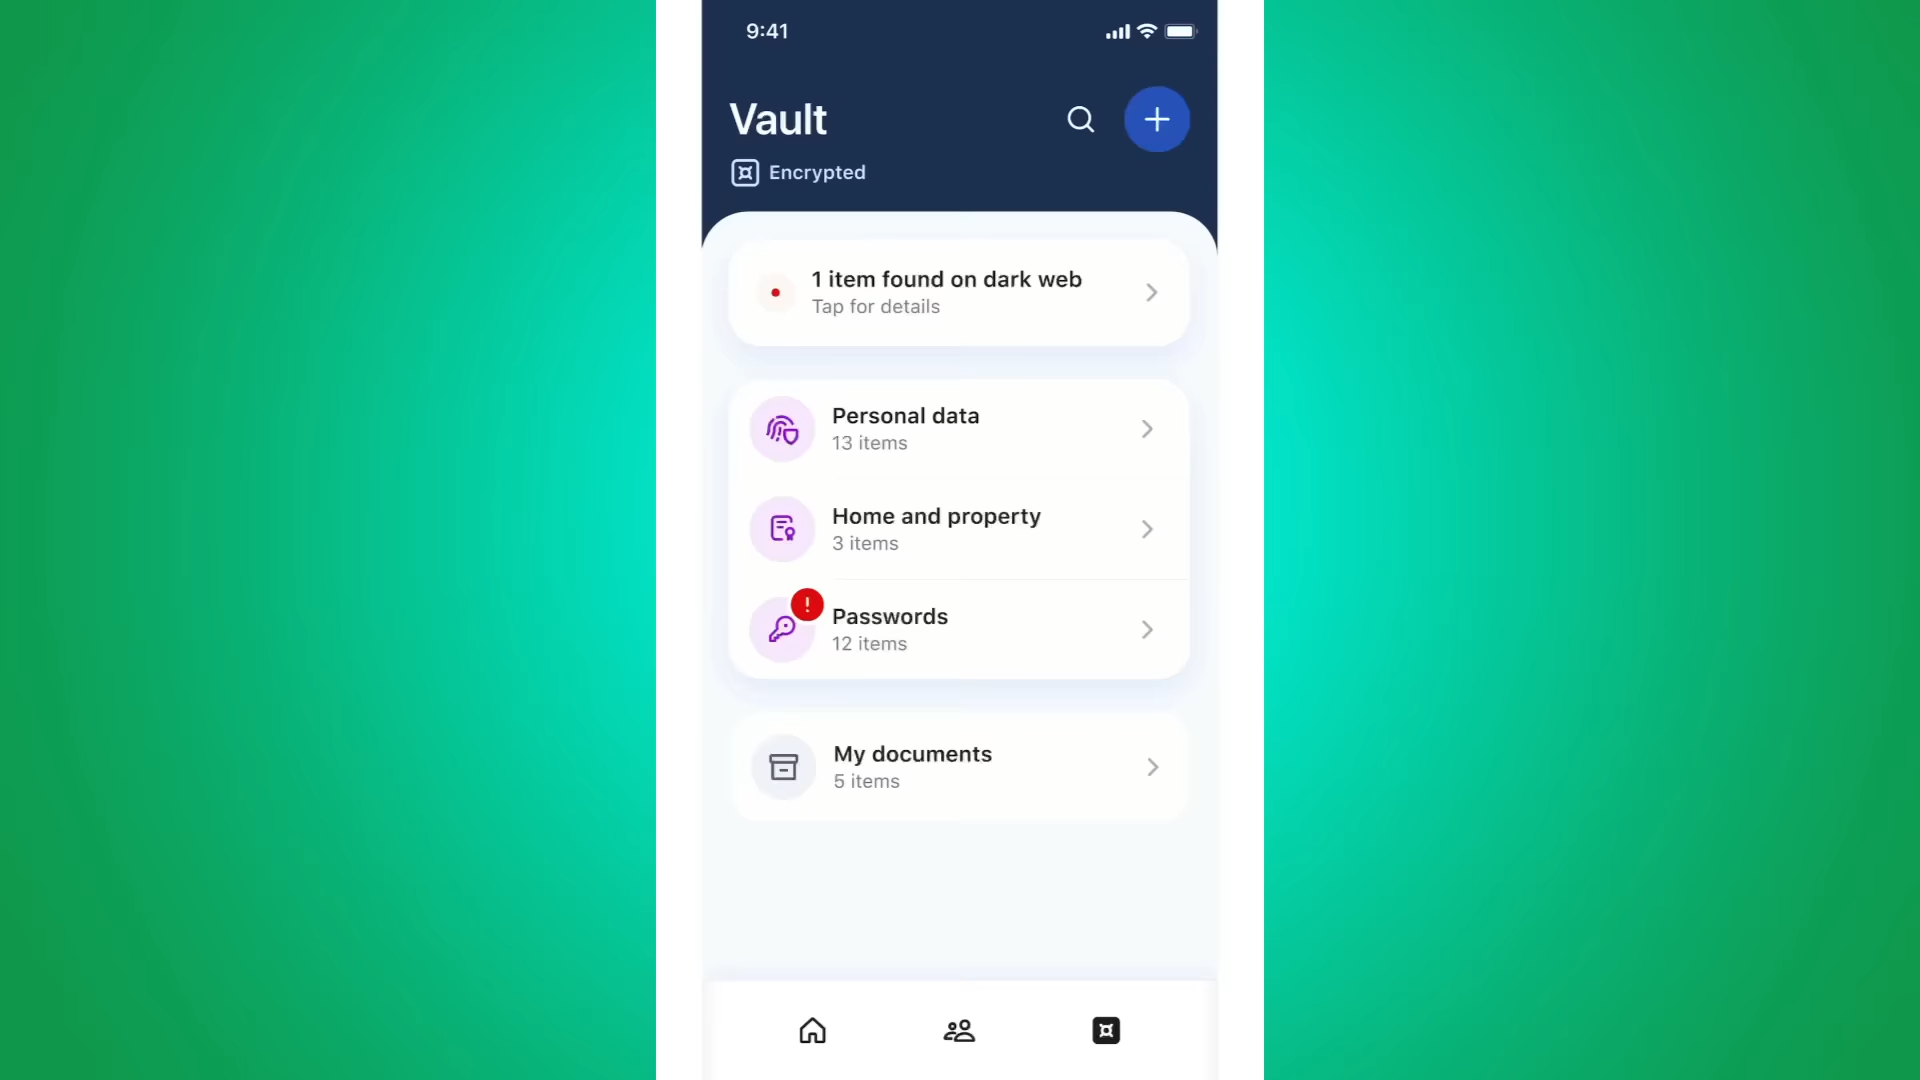 9:41
Vault
Encrypted
1 item found on dark web
Tap for details
Personal data
13 items
Home and property
3 items
!
Passwords
12 items
My documents
5 items